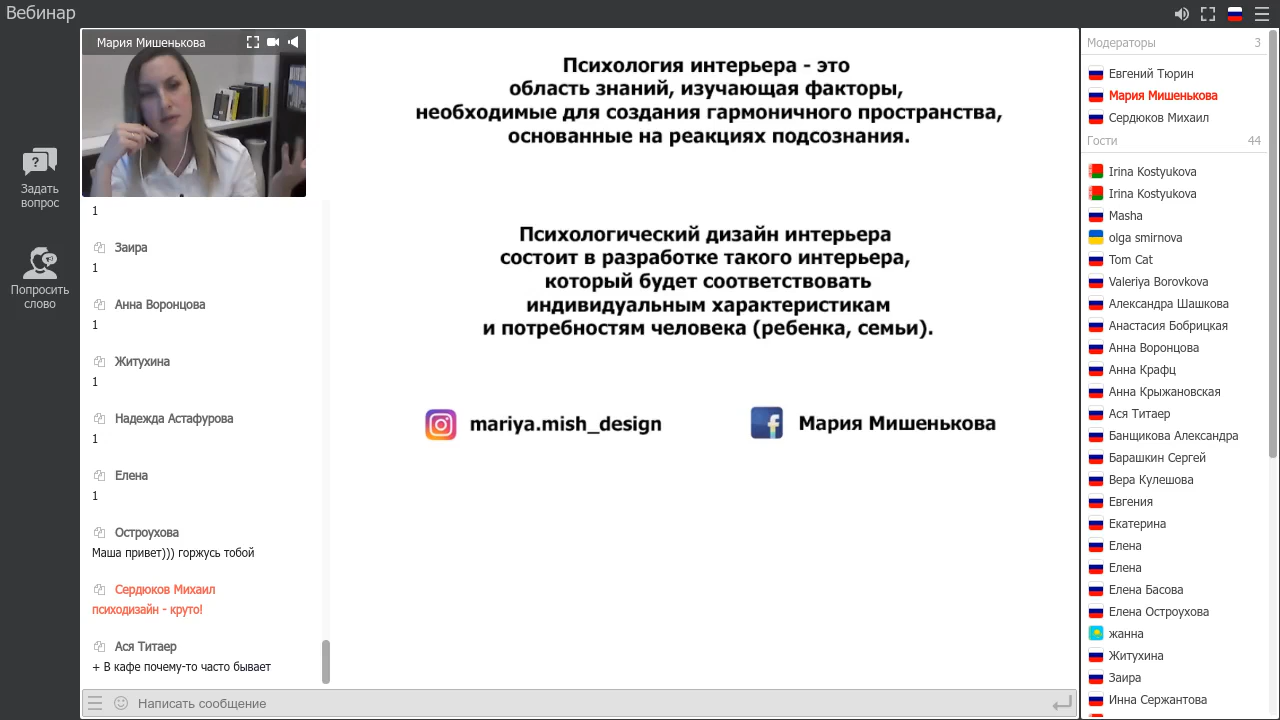 Вебинар
Задать
вопрос
Попросить
слово
Мария Мишенькова
1
Заира
1
Анна Воронцова
1
Житухина
1
Надежда Астафурова
1
Елена
1
Остроухова
Маша привет))) горжусь тобой
Сердюков Михаил
психодизайн - круто!
Ася Титаер
+ В кафе почему-то часто бывает
Написать сообщение
Психология интерьера - это
область знаний, изучающая факторы,
необходимые для создания гармоничного пространства,
основанные на реакциях подсознания.
Психологический дизайн интерьера
состоит в разработке такого интерьера,
который будет соответствовать
индивидуальным характеристикам
и потребностям человека (ребенка, семьи).
mariya.mish_design
Мария Мишенькова
Модераторы 3
Евгений Тюрин
Мария Мишенькова
Сердюков Михаил
Гости 44
Irina Kostyukova
Irina Kostyukova
Masha
olga smirnova
Tom Cat
Valeriya Borovkova
Александра Шашкова
Анастасия Бобрицкая
Анна Воронцова
Анна Крафц
Анна Крыжановская
Ася Титаер
Банщикова Александра
Барашкин Сергей
Вера Кулешова
Евгения
Екатерина
Елена
Елена
Елена Басова
Елена Остроухова
жанна
Житухина
Заира
Инна Сержантова